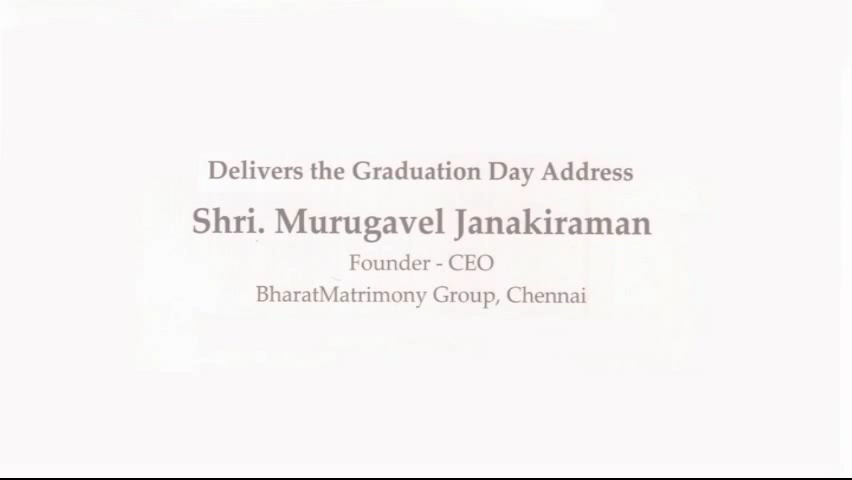 Delivers the Graduation Day Address
Shri. Murugavel Janakiraman
Founder - CEO
BharatMatrimony Group, Chennai